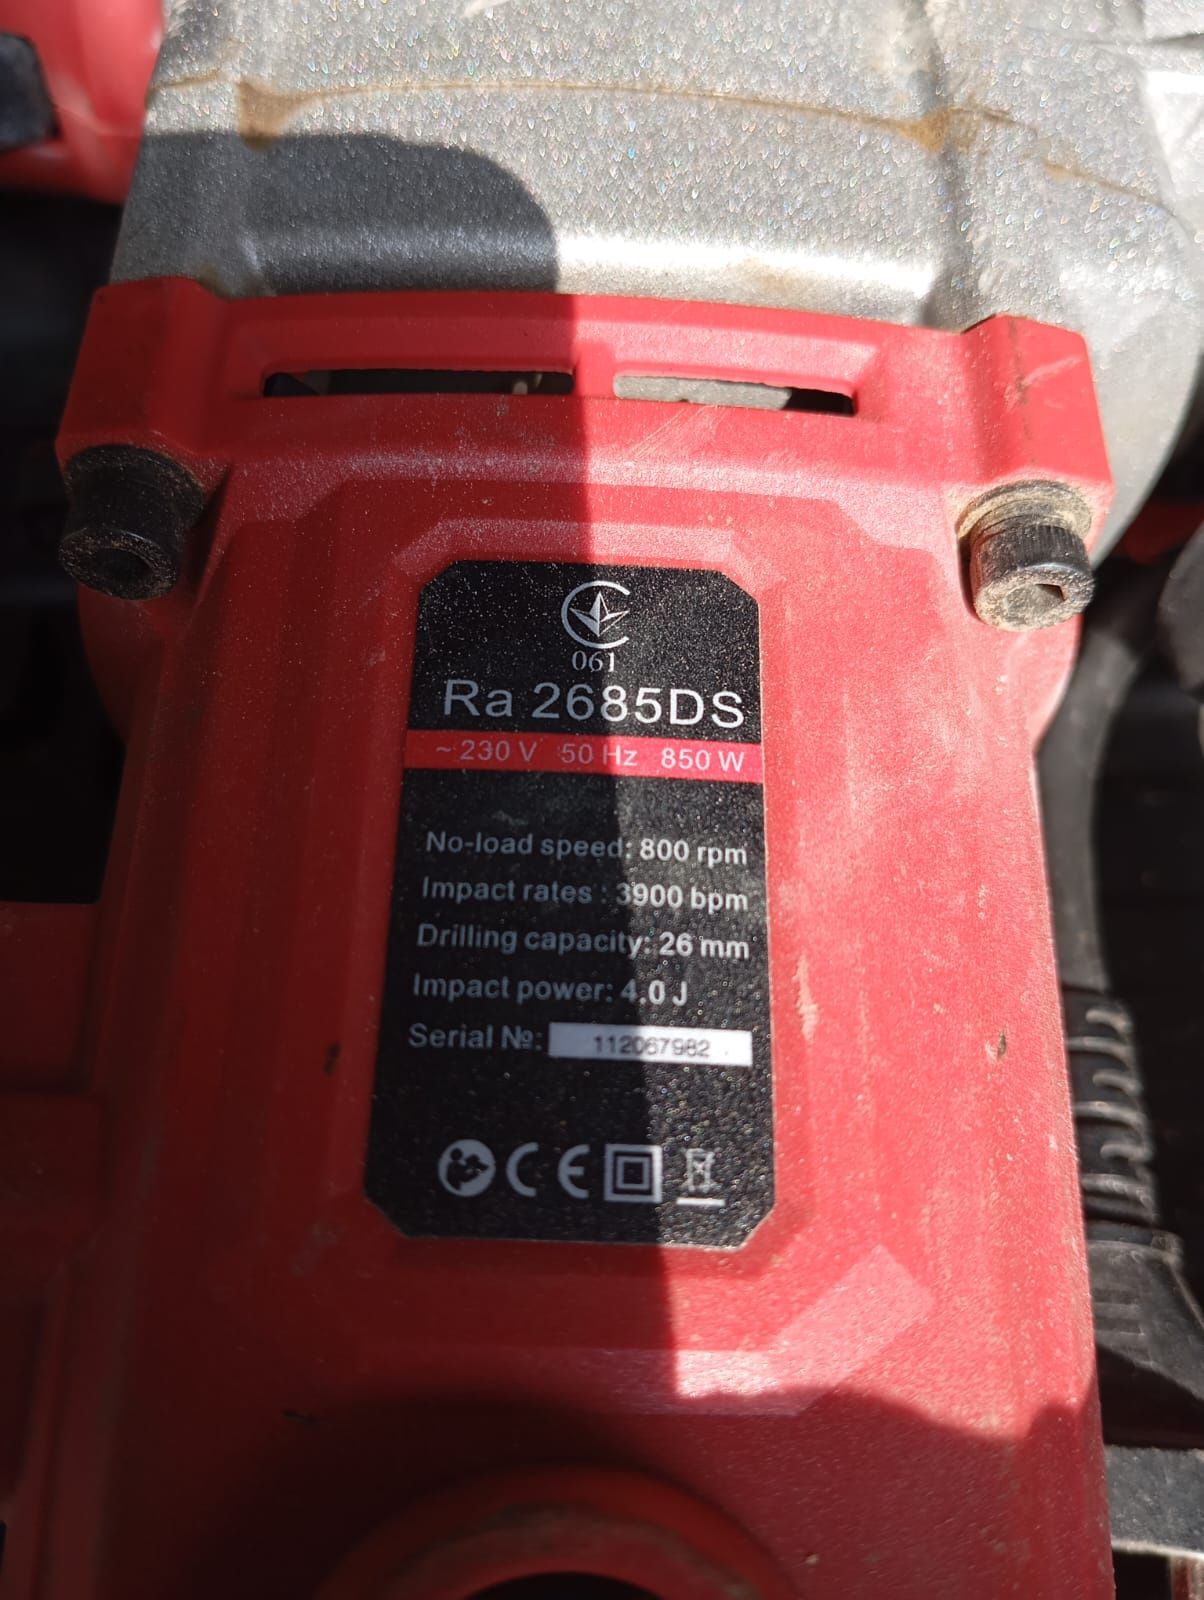 061
Ra 2685DS
~ 230 V 50 Hz 850 W
No-load speed: 800 rpm
Impact rates : 3900 bpm
Drilling capacity: 26 mm
Impact power: 4.0 J
Serial №: 112067982
CE